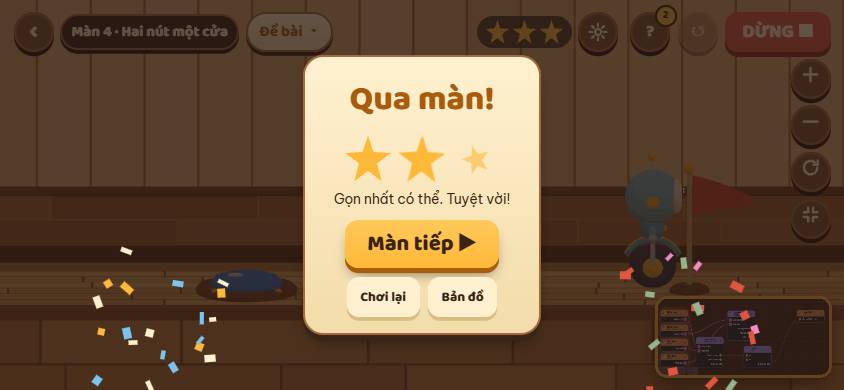 Màn 4 · Hai nút một cửa
Đề bài
2
?
DỪNG
Qua màn!
Gọn nhất có thể. Tuyệt vời!
Màn tiếp
Chơi lại
Bản đồ